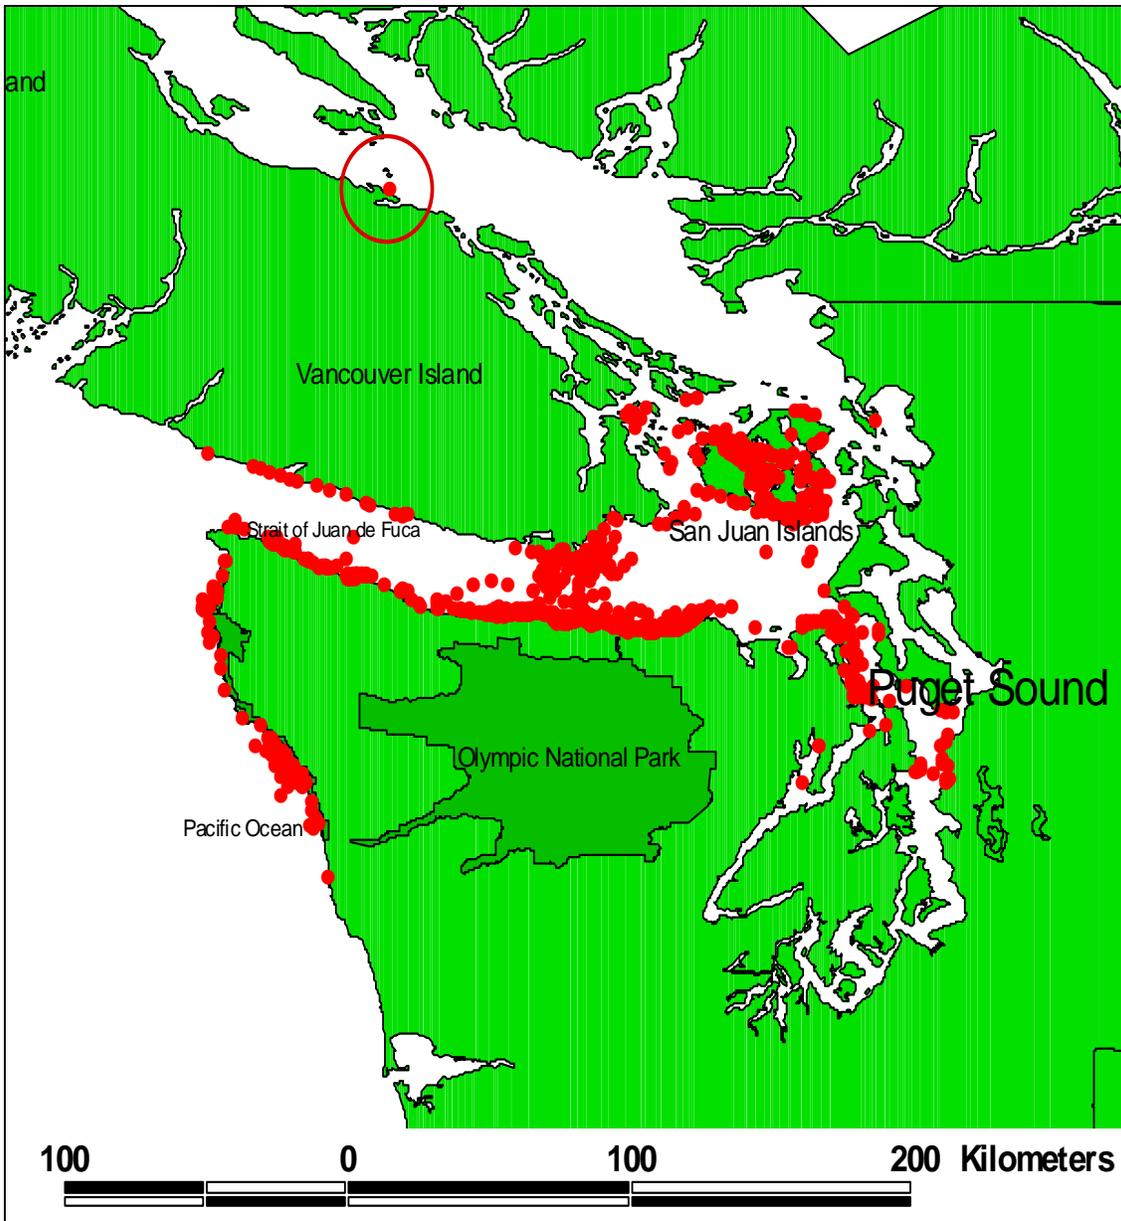 and
Vancouver Island
Strait of Juan de Fuca
San Juan Islands
Puget Sound
Olympic National Park
Pacific Ocean
100 0 100 200 Kilometers